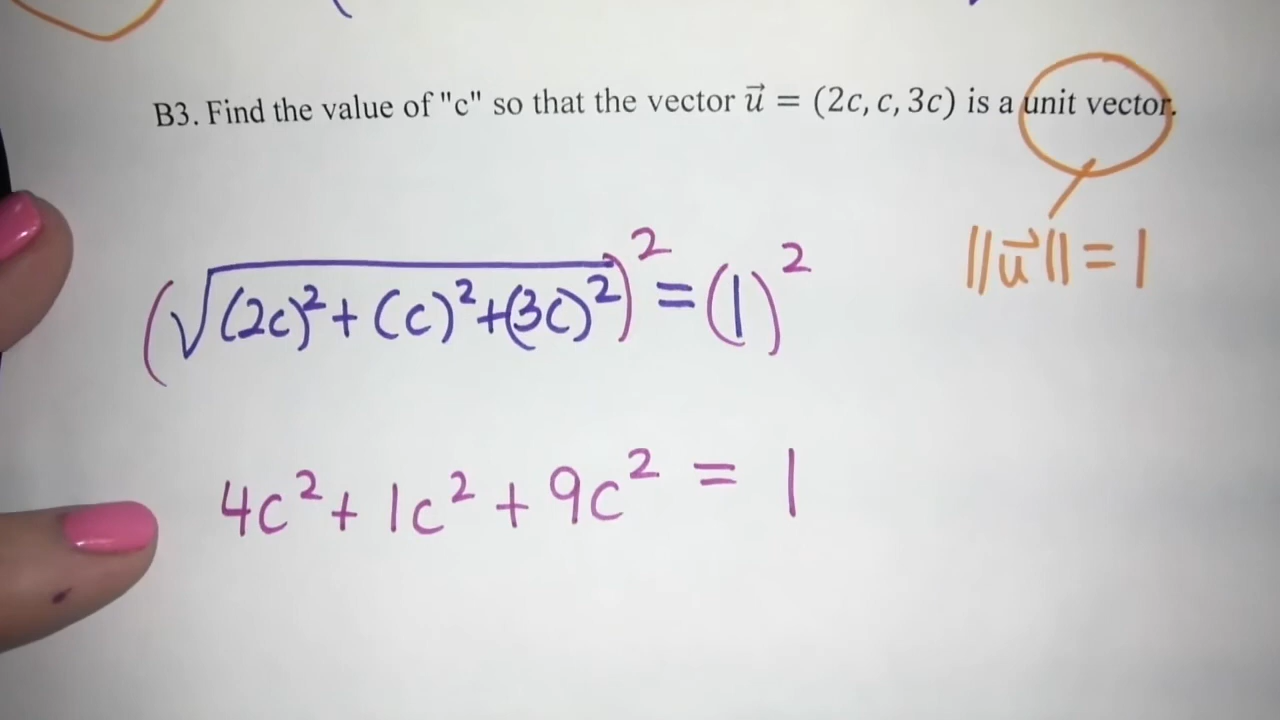 B3. Find the value of "c" so that the vector u⃗ = (2c, c, 3c) is a unit vector.
||u⃗|| = 1
(√((2c)² + (c)² + (3c)²))² = (1)²
4c² + 1c² + 9c² = 1